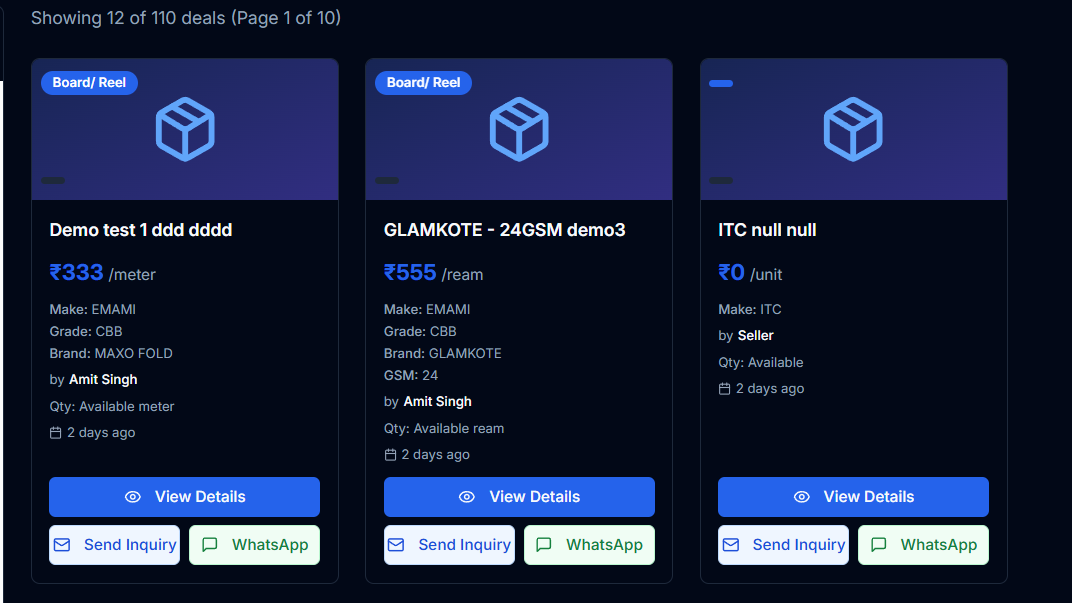 Showing 12 of 110 deals (Page 1 of 10)
Board/ Reel
Demo test 1 ddd dddd
₹333 /meter
Make: EMAMI
Grade: CBB
Brand: MAXO FOLD
by Amit Singh
Qty: Available meter
2 days ago
View Details
Send Inquiry
WhatsApp
Board/ Reel
GLAMKOTE - 24GSM demo3
₹555 /ream
Make: EMAMI
Grade: CBB
Brand: GLAMKOTE
GSM: 24
by Amit Singh
Qty: Available ream
2 days ago
View Details
Send Inquiry
WhatsApp
ITC null null
₹0 /unit
Make: ITC
by Seller
Qty: Available
2 days ago
View Details
Send Inquiry
WhatsApp